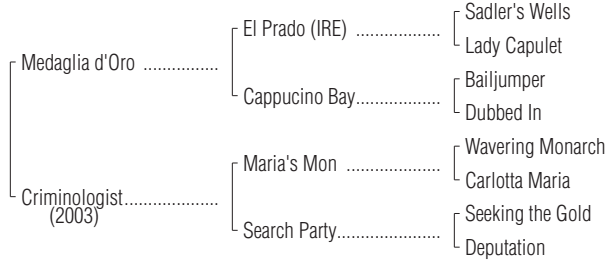 Sadler's Wells
El Prado (IRE) ..................
Lady Capulet
Medaglia d'Oro ................
Bailjumper
Cappucino Bay...................
Dubbed In
Wavering Monarch
Maria's Mon ....................
Carlotta Maria
Criminologist....................
(2003)
Seeking the Gold
Search Party.......................
Deputation